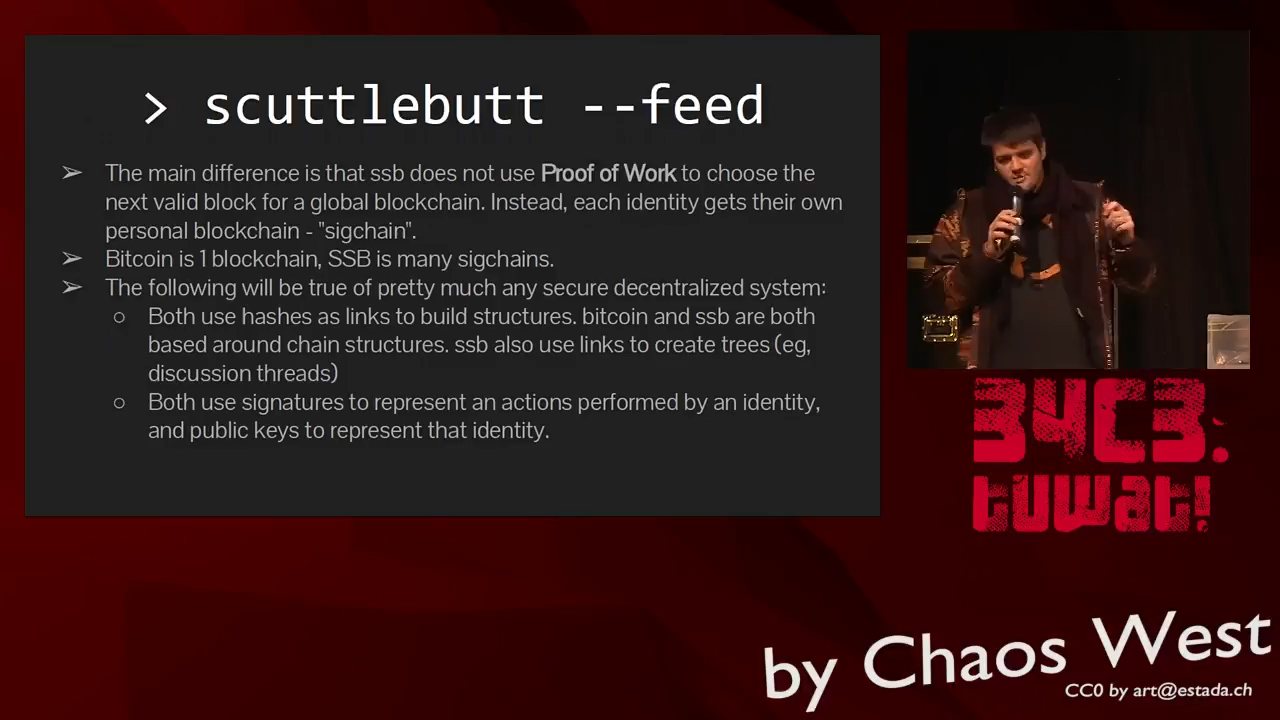 > scuttlebutt --feed
➢ The main difference is that ssb does not use Proof of Work to choose the
next valid block for a global blockchain. Instead, each identity gets their own
personal blockchain - "sigchain".
➢ Bitcoin is 1 blockchain, SSB is many sigchains.
➢ The following will be true of pretty much any secure decentralized system:
○ Both use hashes as links to build structures. bitcoin and ssb are both
based around chain structures. ssb also use links to create trees (eg,
discussion threads)
○ Both use signatures to represent an actions performed by an identity,
and public keys to represent that identity.
34C3:
tuwat!
by Chaos West
CC0 by art@estada.ch